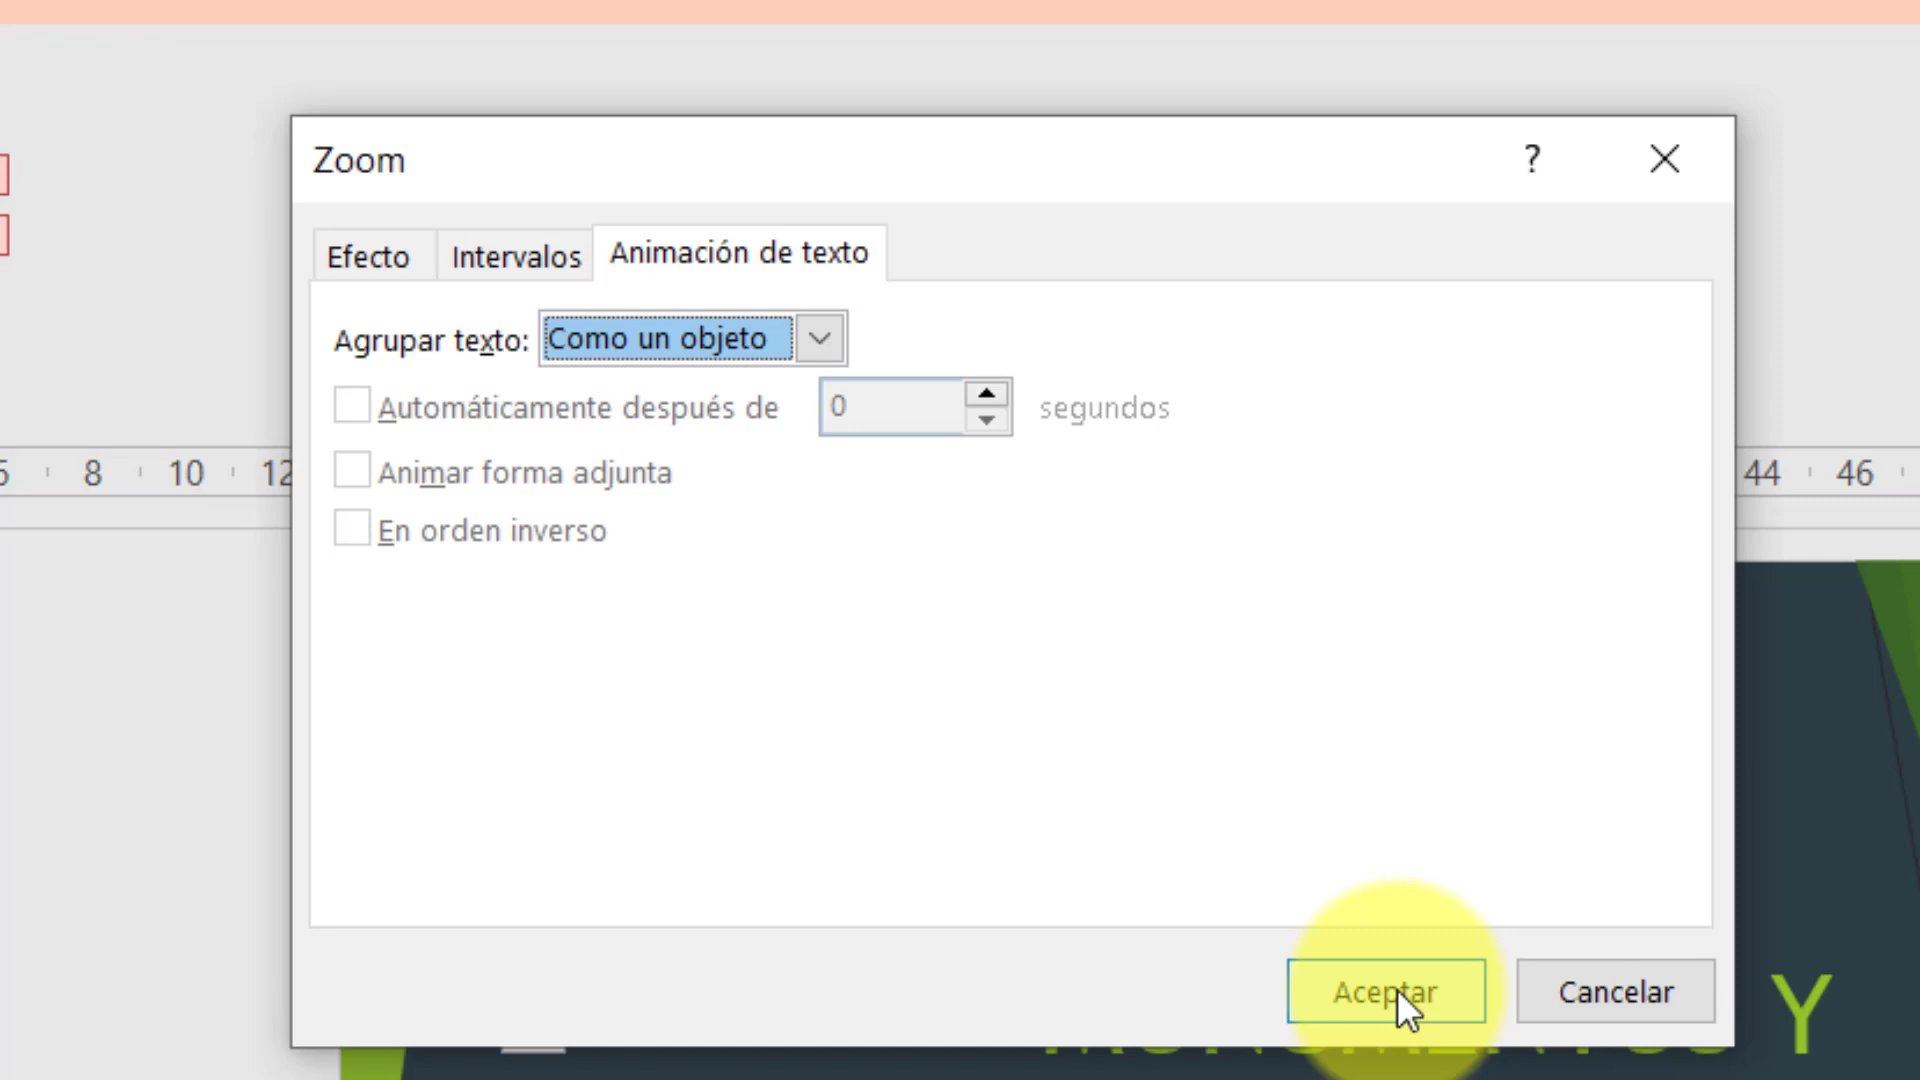 Zoom ?
Efecto Intervalos Animación de texto
Agrupar texto: Como un objeto
Automáticamente después de 0 segundos
8 10 12 44 46
Animar forma adjunta
En orden inverso
Aceptar Cancelar
Y